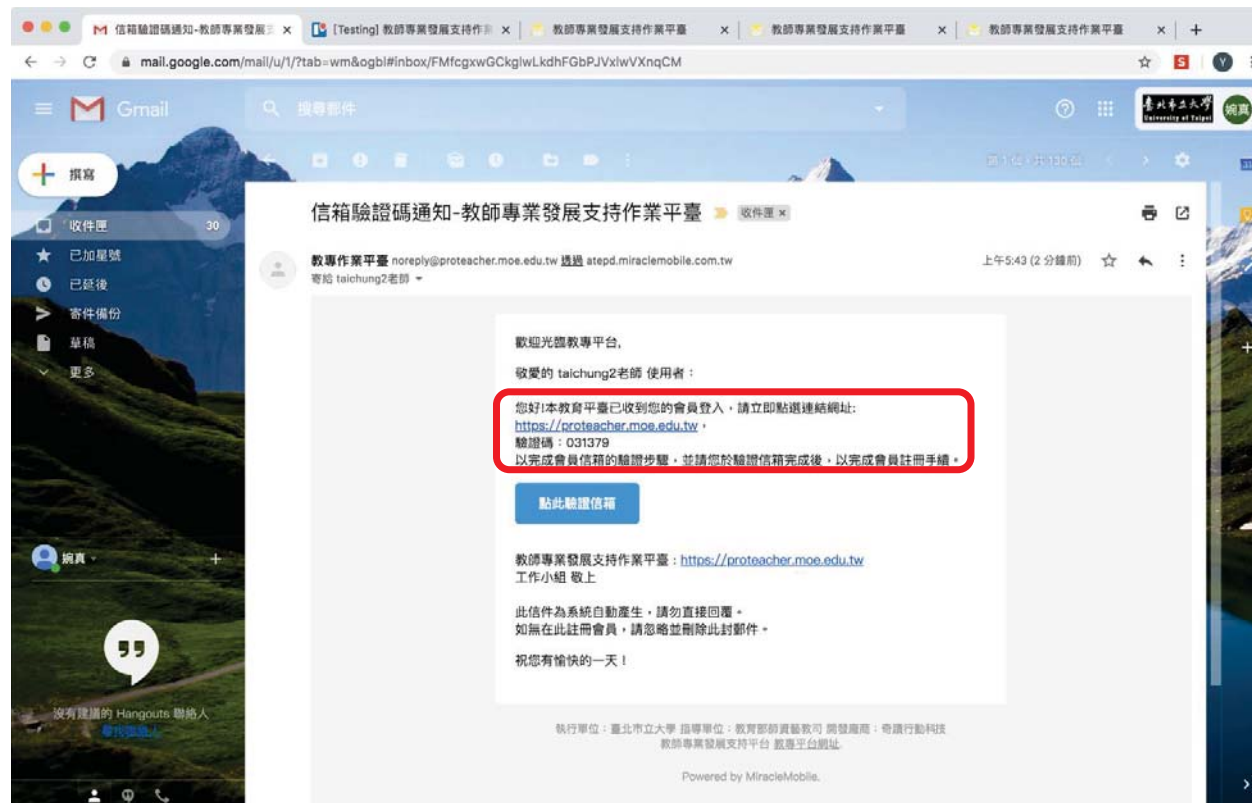 信箱驗證碼通知-教師專業發展
[Testing] 教師專業發展支持作
教師專業發展支持作業平臺
教師專業發展支持作業平臺
教師專業發展支持作業平臺
mail.google.com/mail/u/1/?tab=wm&ogbl#inbox/FMfcgxwGCkglwLkdhFGbPJVxlwVXnqCM
S
Y
Gmail
搜尋郵件
臺北市立大學
University of Taipei
婉真
撰寫
收件匣 30
已加星號
已延後
寄件備份
草稿
更多
婉真
沒有建議的 Hangouts 聯絡人
31
信箱驗證碼通知-教師專業發展支持作業平臺 收件匣 ×
教專作業平臺 noreply@proteacher.moe.edu.tw 透過 atepd.miraclemobile.com.tw
上午5:43 (2 分鐘前)
寄給 taichung2老師
歡迎光臨教專平台,
敬愛的 taichung2老師 使用者：
您好!本教育平臺已收到您的會員登入，請立即點選連結網址:
https://proteacher.moe.edu.tw，
驗證碼：031379
以完成會員信箱的驗證步驟，並請您於驗證信箱完成後，以完成會員註冊手續。
點此驗證信箱
教師專業發展支持作業平臺：https://proteacher.moe.edu.tw
工作小組 敬上
此信件為系統自動產生，請勿直接回覆。
如無在此註冊會員，請忽略並刪除此封郵件。
祝您有愉快的一天！
執行單位：臺北市立大學 指導單位：教育部師資藝教司 開發廠商：奇蹟行動科技
教師專業發展支持平台 教專平台網址.
Powered by MiracleMobile.